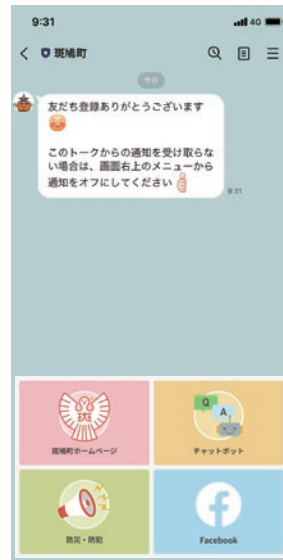 9:31
4G
斑鳩町
今日
友だち登録ありがとうございます
このトークからの通知を受け取らな
い場合は、画面右上のメニューから
通知をオフにしてください
9:31
斑
斑鳩町ホームページ
Q
A
チャットボット
防災・防犯
Facebook